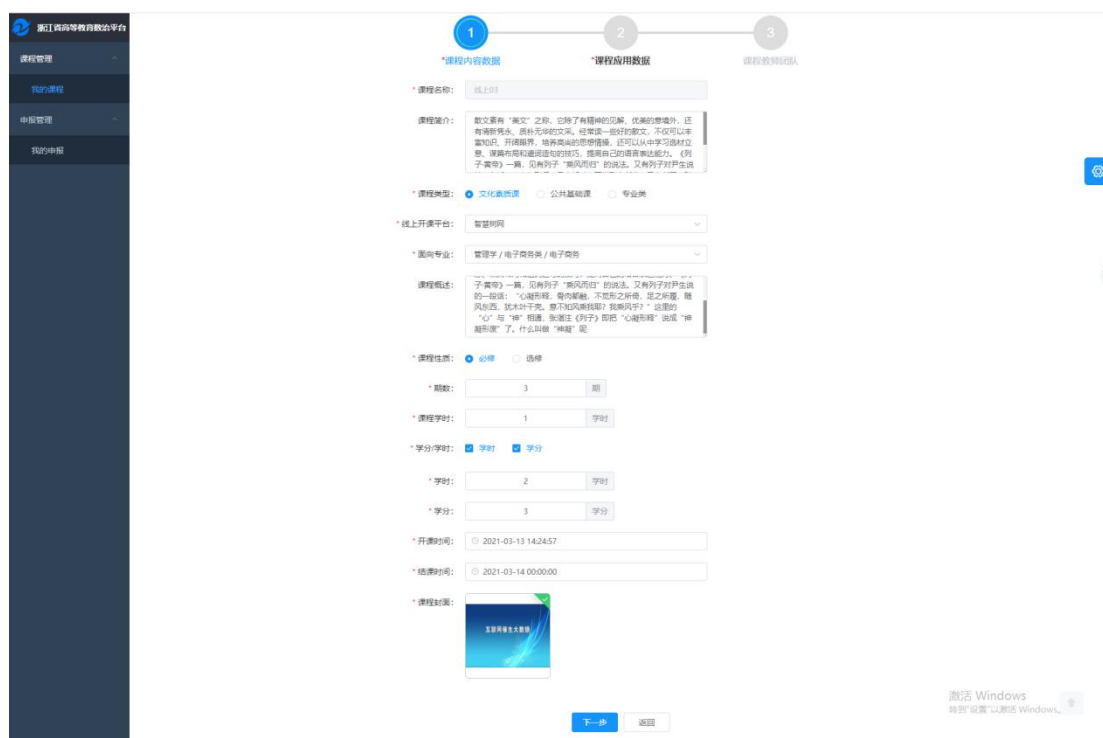 浙江省高等教育数治平台
课程管理
我的课程
申报管理
我的申报
1
2
3
*课程内容数据
*课程应用数据
课程教师团队
* 课程名称：
线上03
课程简介：
散文素有“美文”之称，它除了有精神的见解、优美的意境外，还
有清新隽永、质朴无华的文采。经常读一些好的散文，不仅可以丰
富知识、开阔眼界，培养高尚的思想情操，还可以从中学习选材立
意、谋篇布局和遣词造句的技巧，提高自己的语言表达能力。《列
子·黄帝》一篇，见有列子“乘风而归”的说法。又有列子对尹生说
* 课程类型： 文化素质课 公共基础课 专业类
* 线上开课平台： 智慧树网
* 面向专业： 管理学 / 电子商务类 / 电子商务
课程概述：
子·黄帝》一篇，见有列子“乘风而归”的说法。又有列子对尹生说
的一段话：“心凝形释，骨肉都融，不觉形之所倚，足之所履，随
风东西，犹木叶干壳。意不知风乘我耶？我乘风乎？”这里的
“心”与“神”相通，张湛注《列子》即把“心凝形释”说成“神
凝形废”了。什么叫做“神凝”呢
* 课程性质： 必修 选修
* 期数： 3 期
* 课程学时： 1 学时
* 学分/学时： 学时 学分
* 学时： 2 学时
* 学分： 3 学分
* 开课时间： 2021-03-13 14:24:57
* 结课时间： 2021-03-14 00:00:00
* 课程封面：
互联网催生大数据
下一步 返回
激活 Windows
转到“设置”以激活 Windows。